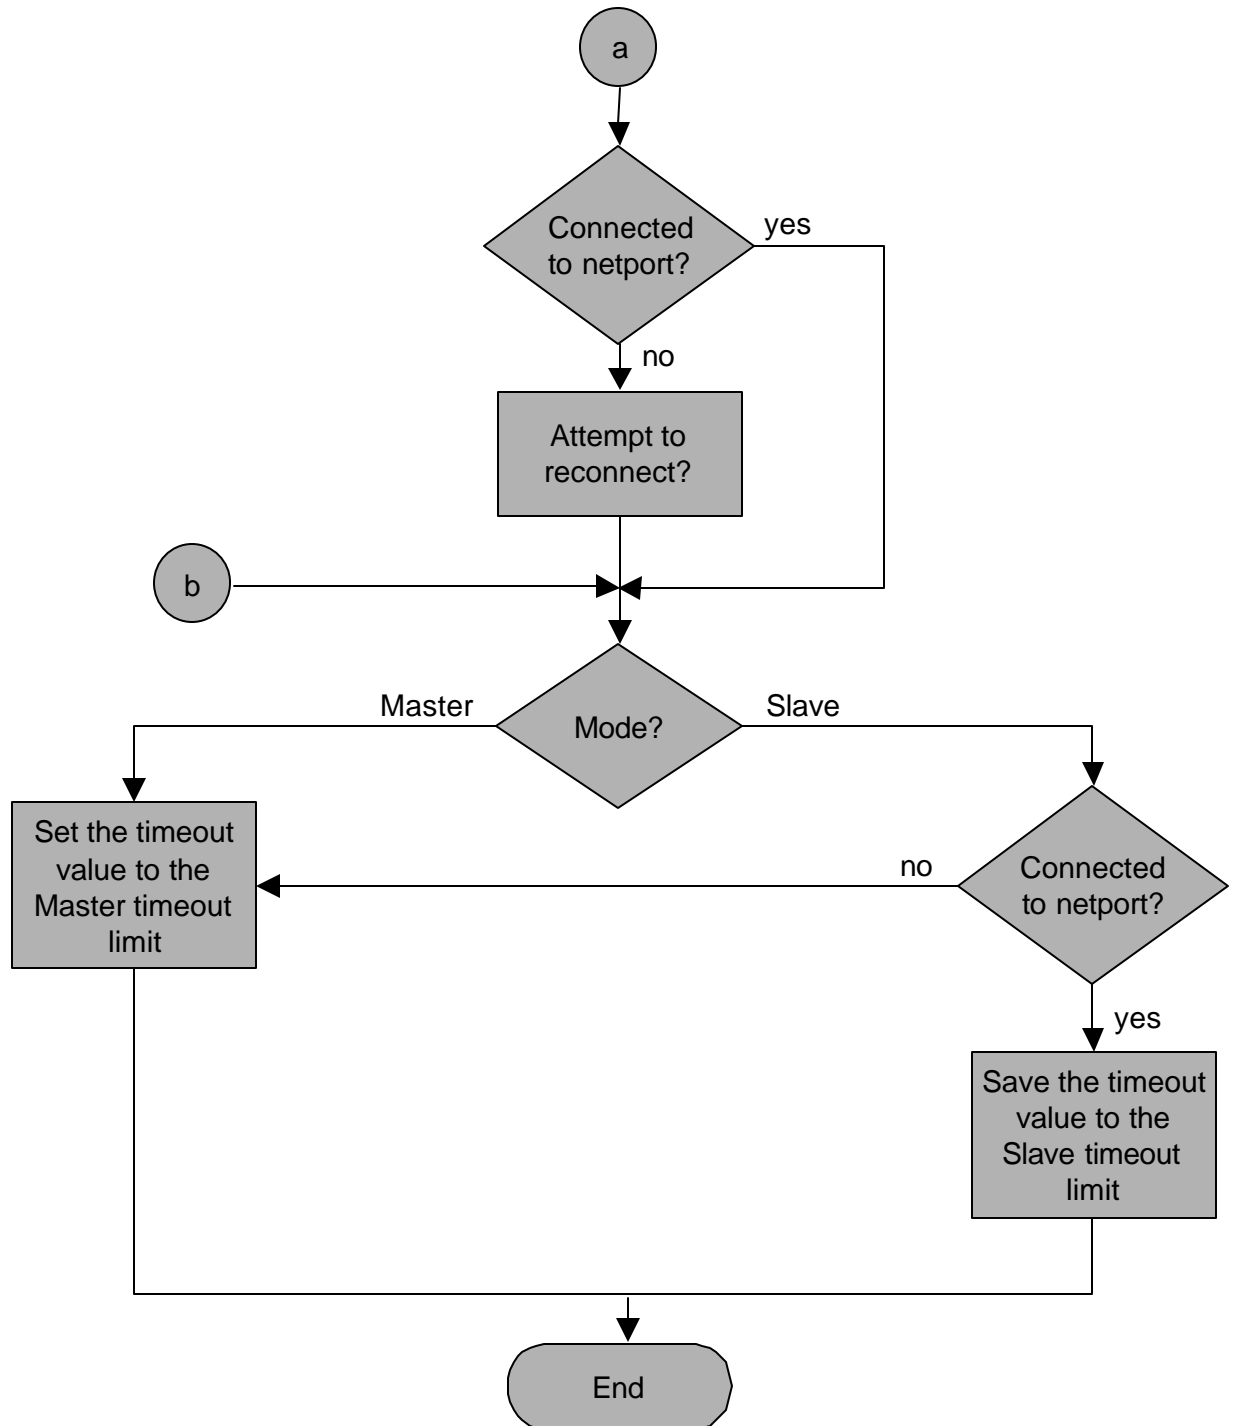 a
Connected
to netport?
yes
no
Attempt to
reconnect?
b
Master
Mode?
Slave
Set the timeout
value to the
Master timeout
limit
no
Connected
to netport?
yes
Save the timeout
value to the
Slave timeout
limit
End